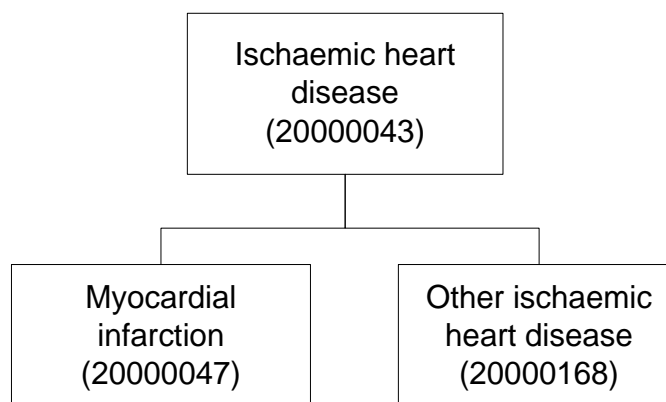 Ischaemic heart
disease
(20000043)
Myocardial
infarction
(20000047)
Other ischaemic
heart disease
(20000168)